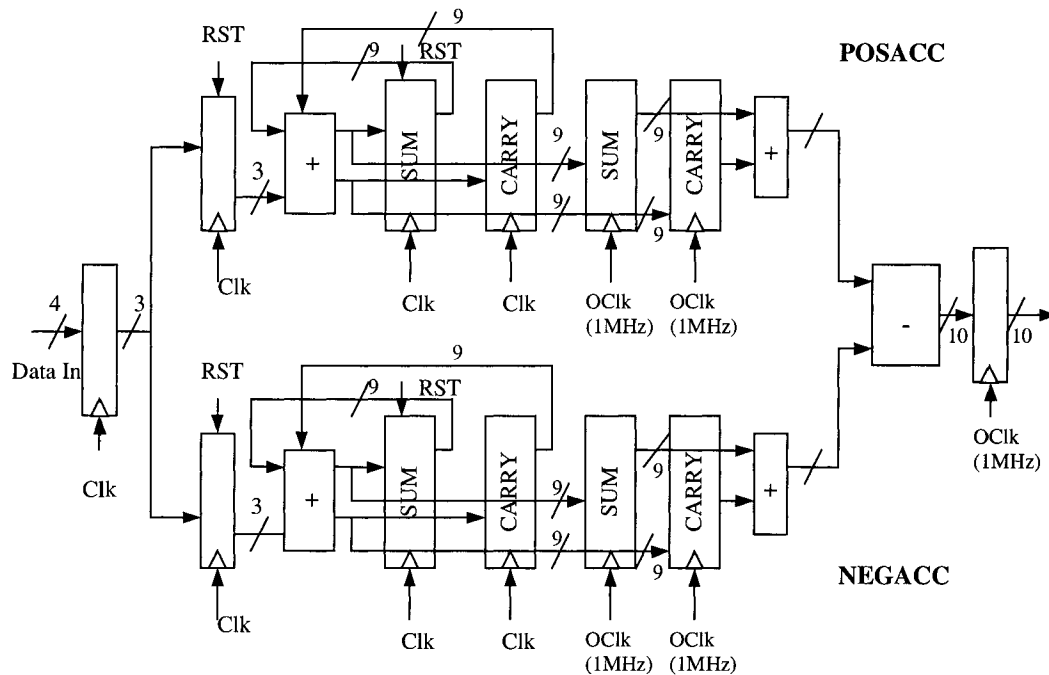 9
RST
9
RST
POSACC
SUM
CARRY
SUM
CARRY
9
9
+
+
3
9
9
Clk
Clk
Clk
OClk
(1MHz)
OClk
(1MHz)
4
3
Data In
Clk
-
10
10
OClk
(1MHz)
9
RST
9
RST
SUM
CARRY
SUM
CARRY
9
9
+
+
3
9
9
Clk
Clk
Clk
OClk
(1MHz)
OClk
(1MHz)
NEGACC